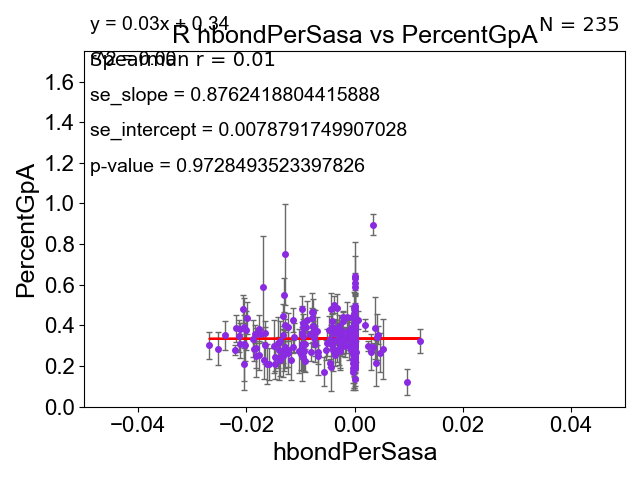 y = 0.03x + 0.34
R hbondPerSasa vs PercentGpA
N = 235
Spearman r = 0.01
se_slope = 0.8762418804415888
se_intercept = 0.0078791749907028
p-value = 0.9728493523397826
PercentGpA
1.6
1.4
1.2
1.0
0.8
0.6
0.4
0.2
0.0
−0.04
−0.02
0.00
0.02
0.04
hbondPerSasa